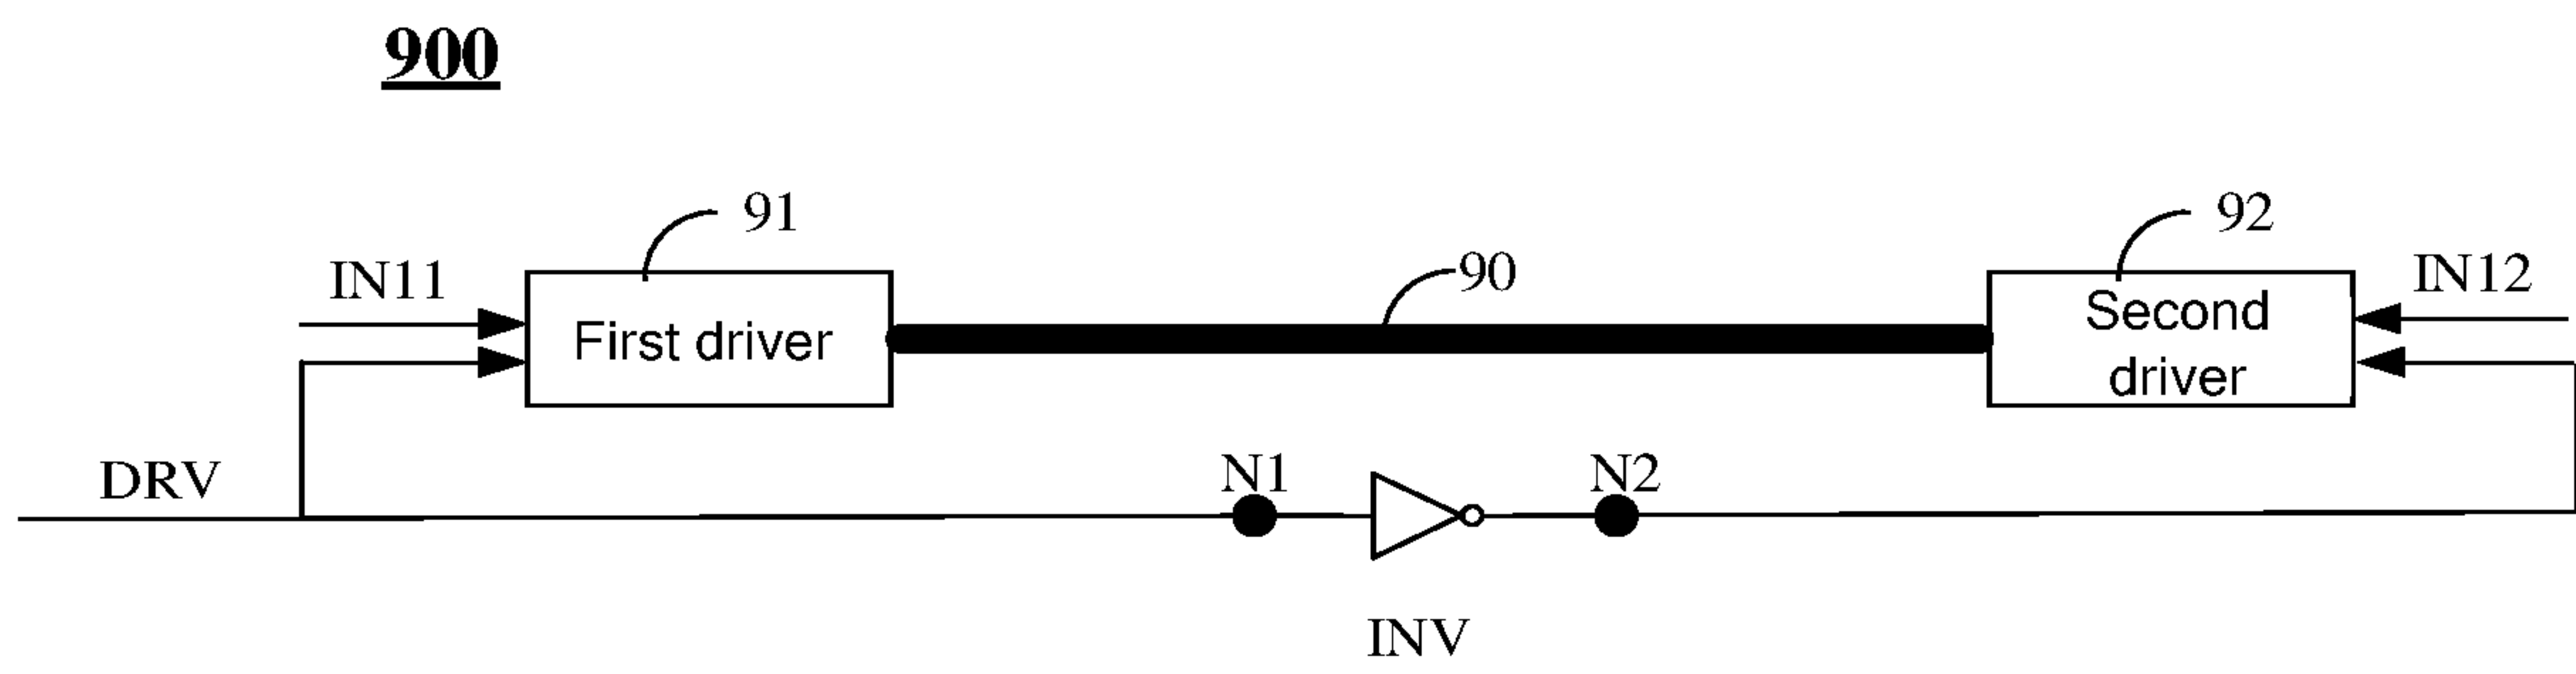 900
91
92
90
IN11
IN12
First driver
Second
driver
DRV
N1
N2
INV